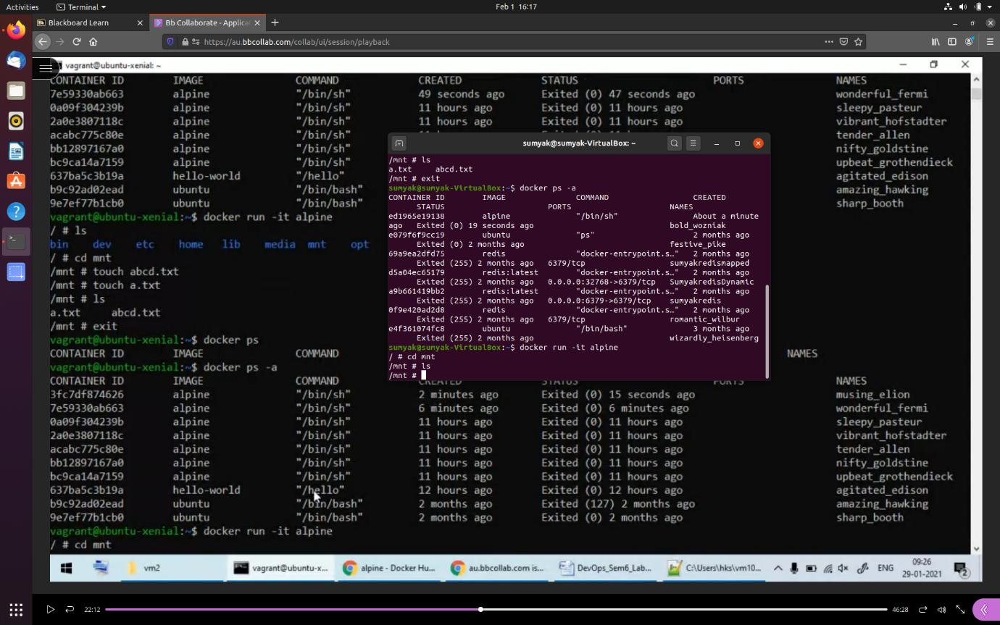 Activities
Terminal
Feb 1 16:17
Blackboard Learn
Bb Collaborate - Applicat
https://au.bbcollab.com/collab/ui/session/playback
vagrant@ubuntu-xenial: ~
CONTAINER ID IMAGE COMMAND CREATED STATUS PORTS NAMES
7e59330ab663 alpine "/bin/sh" 49 seconds ago Exited (0) 47 seconds ago wonderful_fermi
0a09f304239b alpine "/bin/sh" 11 hours ago Exited (0) 11 hours ago sleepy_pasteur
2a0e3807118c alpine "/bin/sh" 11 hours ago Exited (0) 11 hours ago vibrant_hofstadter
acabc775c80e alpine "/bin/sh" tender_allen
bb12897167a0 alpine "/bin/sh" nifty_goldstine
bc9ca14a7159 alpine "/bin/sh" upbeat_grothendieck
637ba5c3b19a hello-world "/hello" agitated_edison
b9c92ad02ead ubuntu "/bin/bash" amazing_hawking
9e7ef77b1cb0 ubuntu "/bin/bash" sharp_booth
vagrant@ubuntu-xenial:~$ docker run -it alpine
/ # ls
bin dev etc home lib media mnt opt
/ # cd mnt
/mnt # touch abcd.txt
/mnt # touch a.txt
/mnt # ls
a.txt abcd.txt
/mnt # exit
vagrant@ubuntu-xenial:~$ docker ps
CONTAINER ID IMAGE COMMAND NAMES
vagrant@ubuntu-xenial:~$ docker ps -a
CONTAINER ID IMAGE COMMAND CREATED STATUS PORTS NAMES
3fc7df874626 alpine "/bin/sh" 2 minutes ago Exited (0) 15 seconds ago musing_elion
7e59330ab663 alpine "/bin/sh" 6 minutes ago Exited (0) 6 minutes ago wonderful_fermi
0a09f304239b alpine "/bin/sh" 11 hours ago Exited (0) 11 hours ago sleepy_pasteur
2a0e3807118c alpine "/bin/sh" 11 hours ago Exited (0) 11 hours ago vibrant_hofstadter
acabc775c80e alpine "/bin/sh" 11 hours ago Exited (0) 11 hours ago tender_allen
bb12897167a0 alpine "/bin/sh" 11 hours ago Exited (0) 11 hours ago nifty_goldstine
bc9ca14a7159 alpine "/bin/sh" 11 hours ago Exited (0) 11 hours ago upbeat_grothendieck
637ba5c3b19a hello-world "/hello" 12 hours ago Exited (0) 12 hours ago agitated_edison
b9c92ad02ead ubuntu "/bin/bash" 2 months ago Exited (127) 2 months ago amazing_hawking
9e7ef77b1cb0 ubuntu "/bin/bash" 2 months ago Exited (0) 2 months ago sharp_booth
vagrant@ubuntu-xenial:~$ docker run -it alpine
/ # cd mnt
sumyak@sumyak-VirtualBox: ~
/mnt # ls
a.txt abcd.txt
/mnt # exit
sumyak@sumyak-VirtualBox:~$ docker ps -a
CONTAINER ID IMAGE COMMAND CREATED
STATUS PORTS NAMES
ed1965e19138 alpine "/bin/sh" About a minute
ago Exited (0) 19 seconds ago bold_wozniak
e079f6f9cc19 ubuntu "ps" 2 months ago
Exited (0) 2 months ago festive_pike
69a9ea2dfd75 redis "docker-entrypoint.s…" 2 months ago
Exited (255) 2 months ago 6379/tcp sumyakredismapped
d5a04ec65179 redis:latest "docker-entrypoint.s…" 2 months ago
Exited (255) 2 months ago 0.0.0.0:32768->6379/tcp SumyakredisDynamic
a9b661419bb2 redis:latest "docker-entrypoint.s…" 2 months ago
Exited (255) 2 months ago 0.0.0.0:6379->6379/tcp sumyakredis
0f9e420ad2d8 redis "docker-entrypoint.s…" 2 months ago
Exited (255) 2 months ago 6379/tcp romantic_wilbur
e4f361074fc8 ubuntu "/bin/bash" 3 months ago
Exited (255) 2 months ago wizardly_heisenberg
sumyak@sumyak-VirtualBox:~$ docker run -it alpine
/ # cd mnt
/mnt # ls
/mnt #
vm2
vagrant@ubuntu-x...
alpine - Docker Hu...
au.bbcollab.com is...
DevOps_Sem6_Lab...
C:\Users\hks\vm10...
ENG
09:26
29-01-2021
2
22:12
46:28